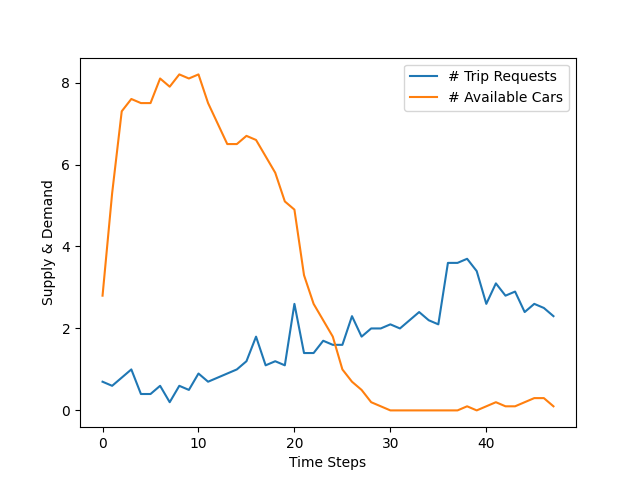 # Trip Requests
# Available Cars
Supply & Demand
8
6
4
2
0
0 10 20 30 40
Time Steps